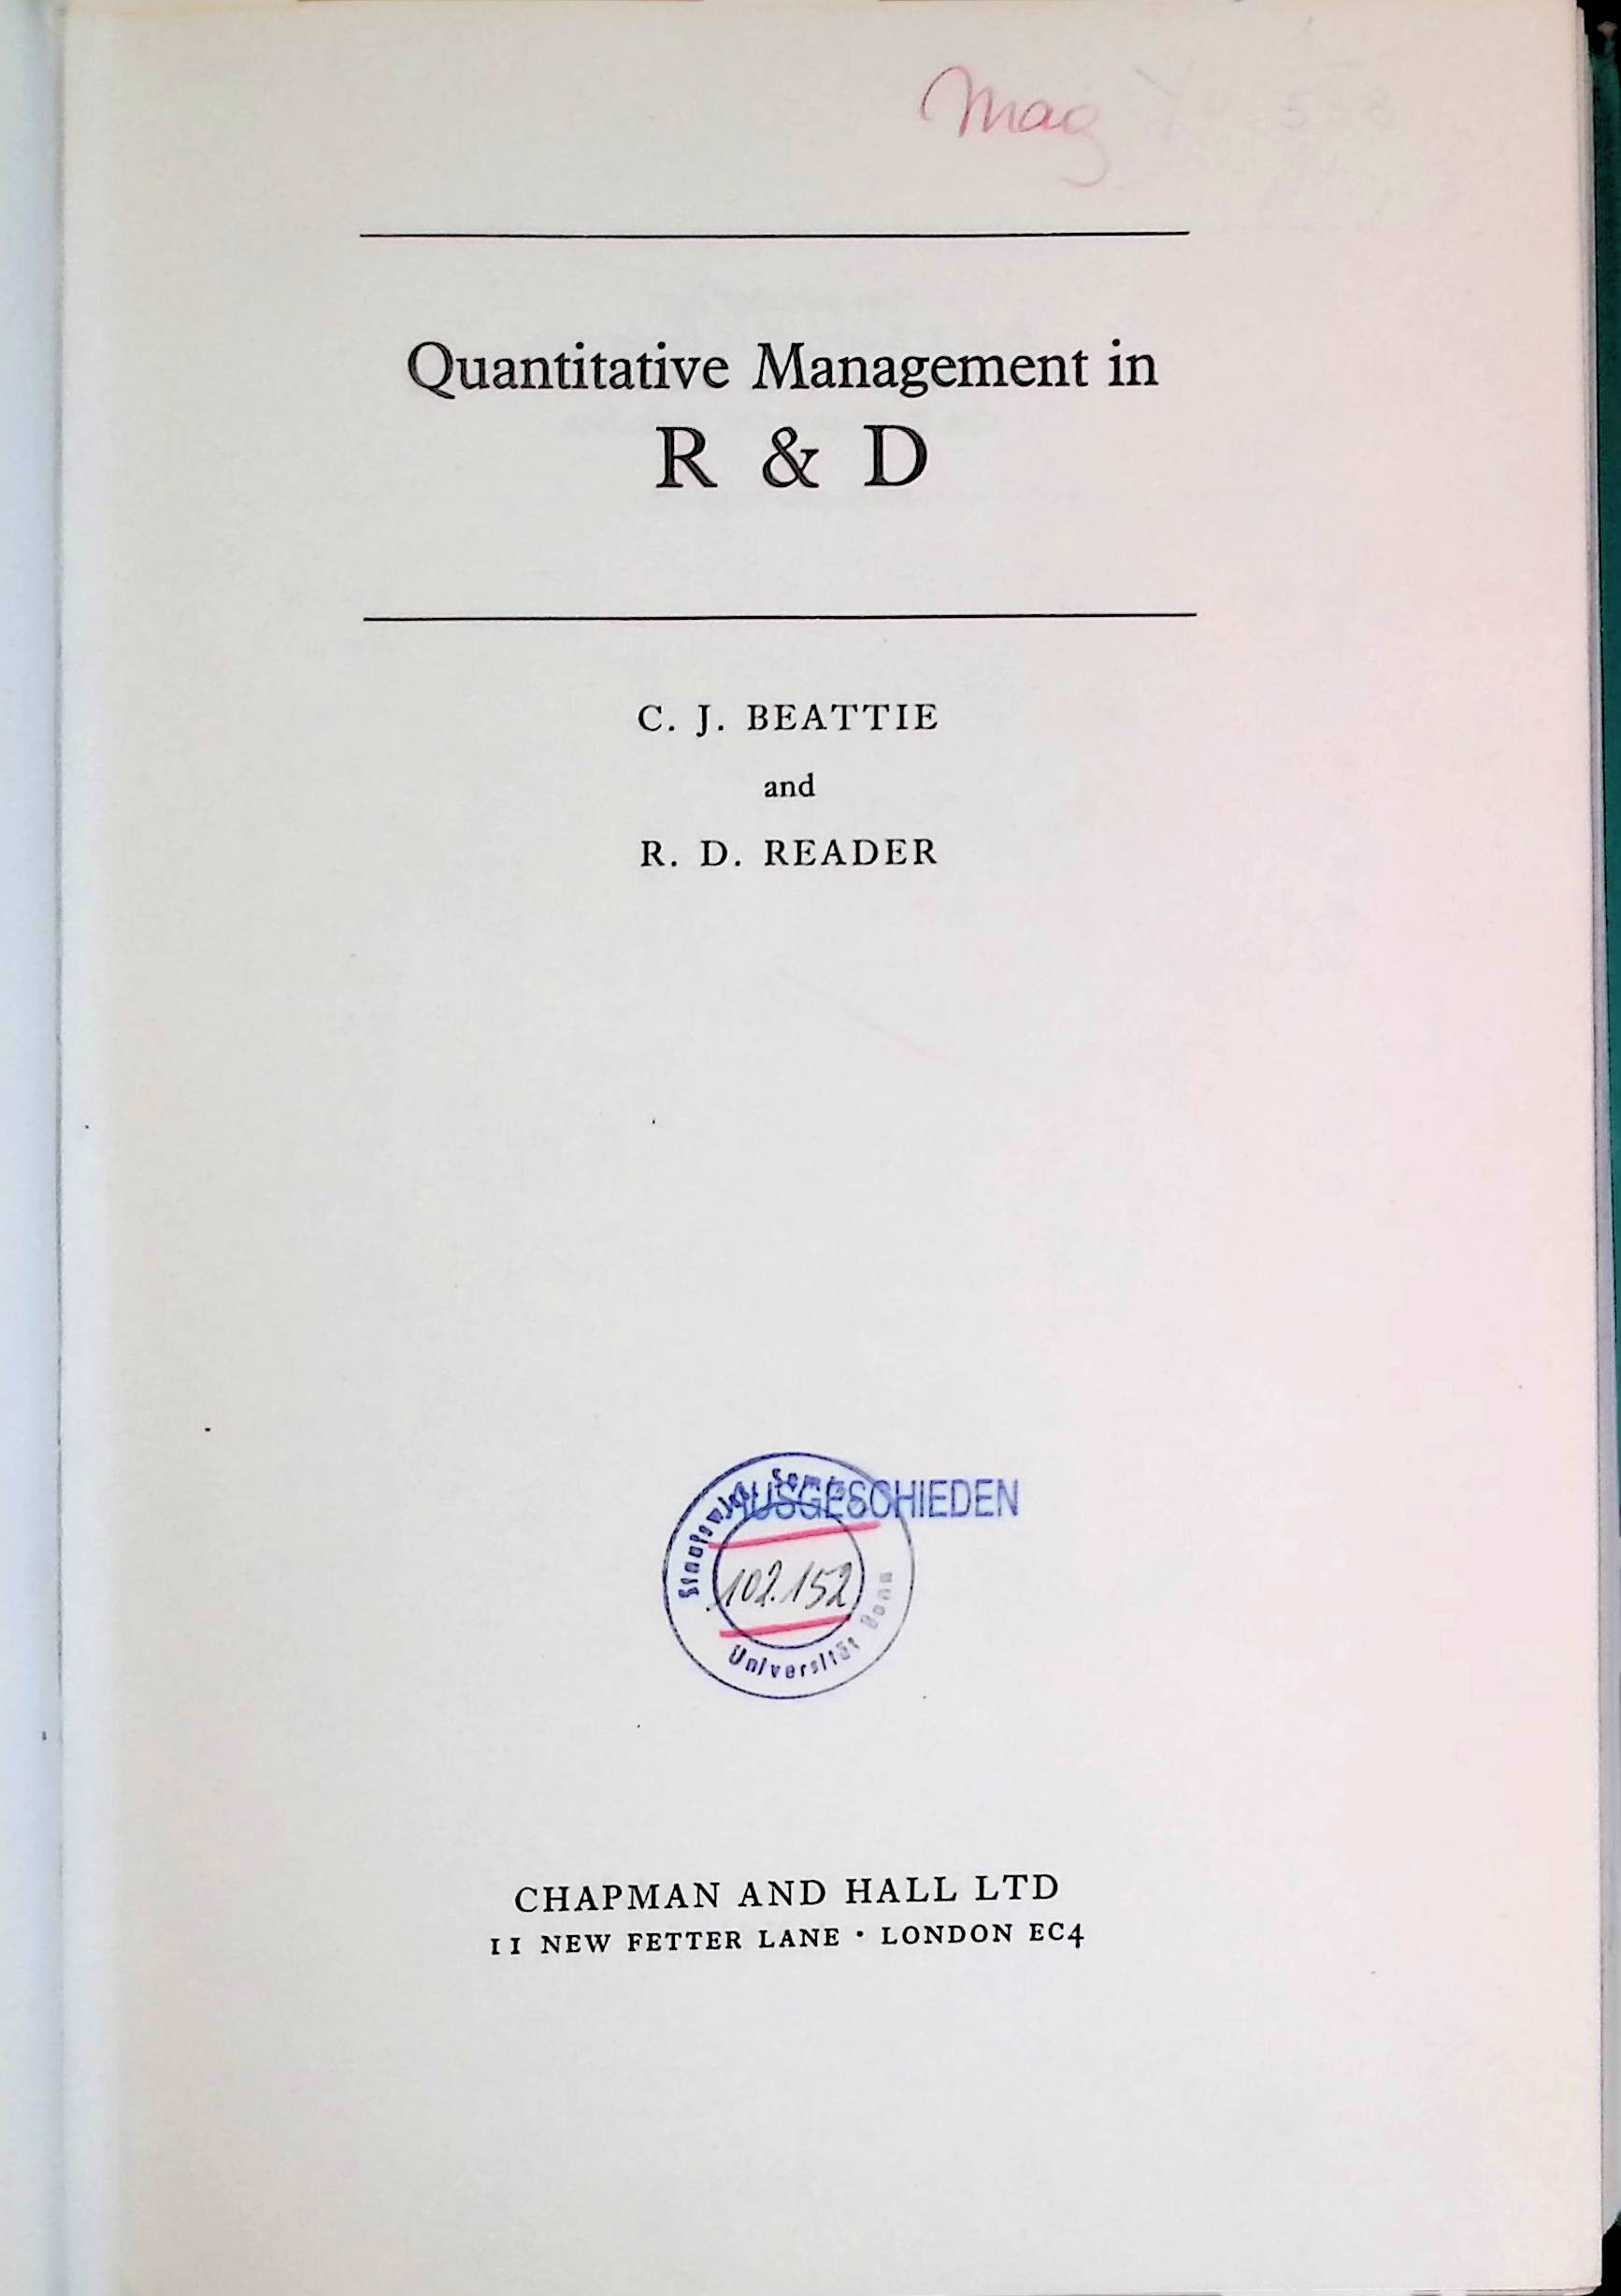 Mag
Quantitative Management in
R & D
C. J. BEATTIE
and
R. D. READER
AUSGESCHIEDEN
102.152
Universität Bonn
CHAPMAN AND HALL LTD
11 NEW FETTER LANE · LONDON EC4